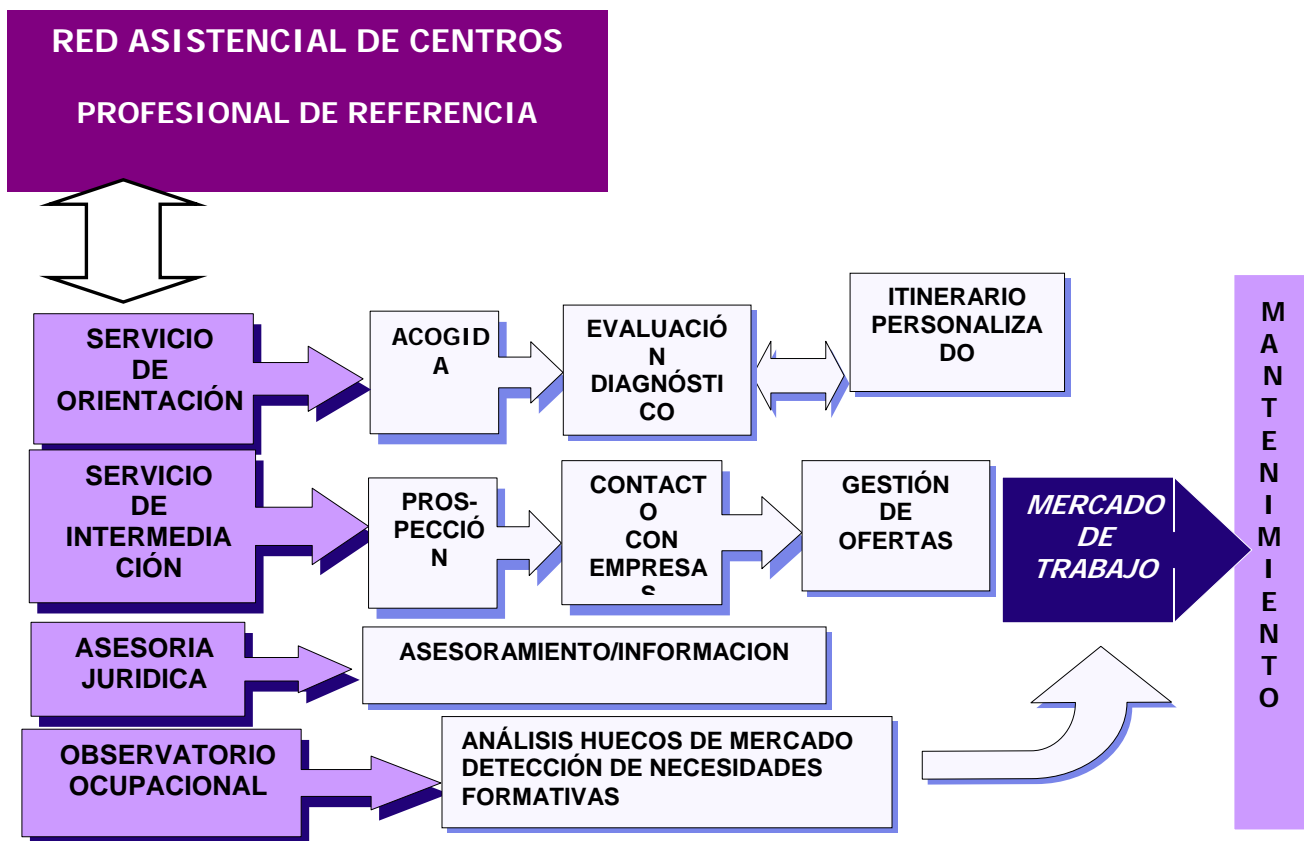 RED ASISTENCIAL DE CENTROS
PROFESIONAL DE REFERENCIA
SERVICIO
DE
ORIENTACIÓN
ACOGID
A
EVALUACIÓ
N
DIAGNÓSTI
CO
ITINERARIO
PERSONALIZA
DO
SERVICIO
DE
INTERMEDIA
CIÓN
PROS-
PECCIÓ
N
CONTACT
O
CON
EMPRESA
S
GESTIÓN
DE
OFERTAS
MERCADO
DE
TRABAJO
M
A
N
T
E
N
I
M
I
E
N
T
O
ASESORIA
JURIDICA
ASESORAMIENTO/INFORMACION
OBSERVATORIO
OCUPACIONAL
ANÁLISIS HUECOS DE MERCADO
DETECCIÓN DE NECESIDADES
FORMATIVAS